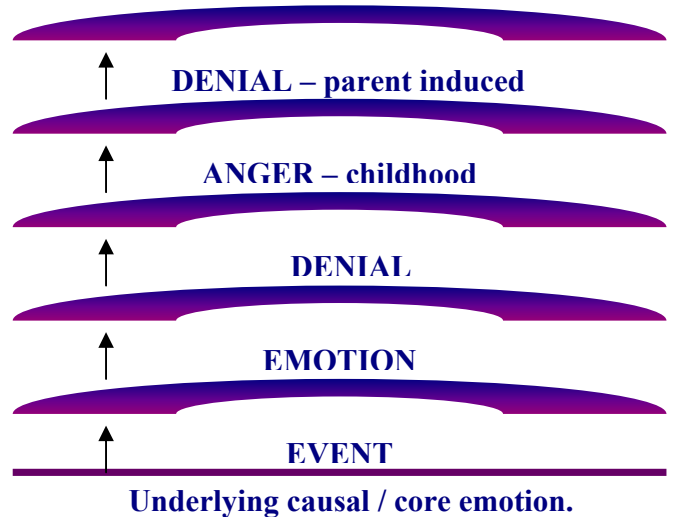 DENIAL – parent induced
ANGER – childhood
DENIAL
EMOTION
EVENT
Underlying causal / core emotion.